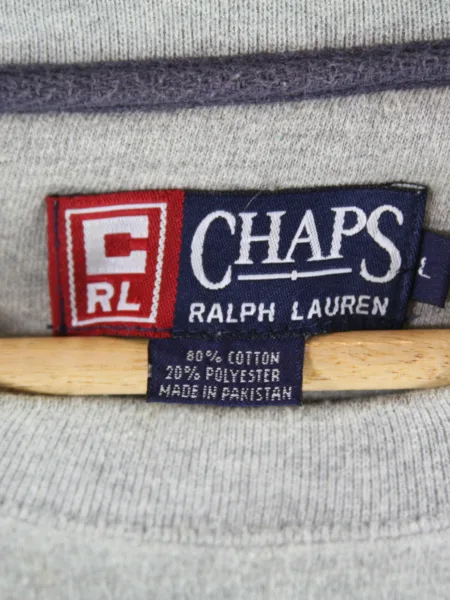 C
RL
CHAPS
RALPH LAUREN
L
80% COTTON
20% POLYESTER
MADE IN PAKISTAN